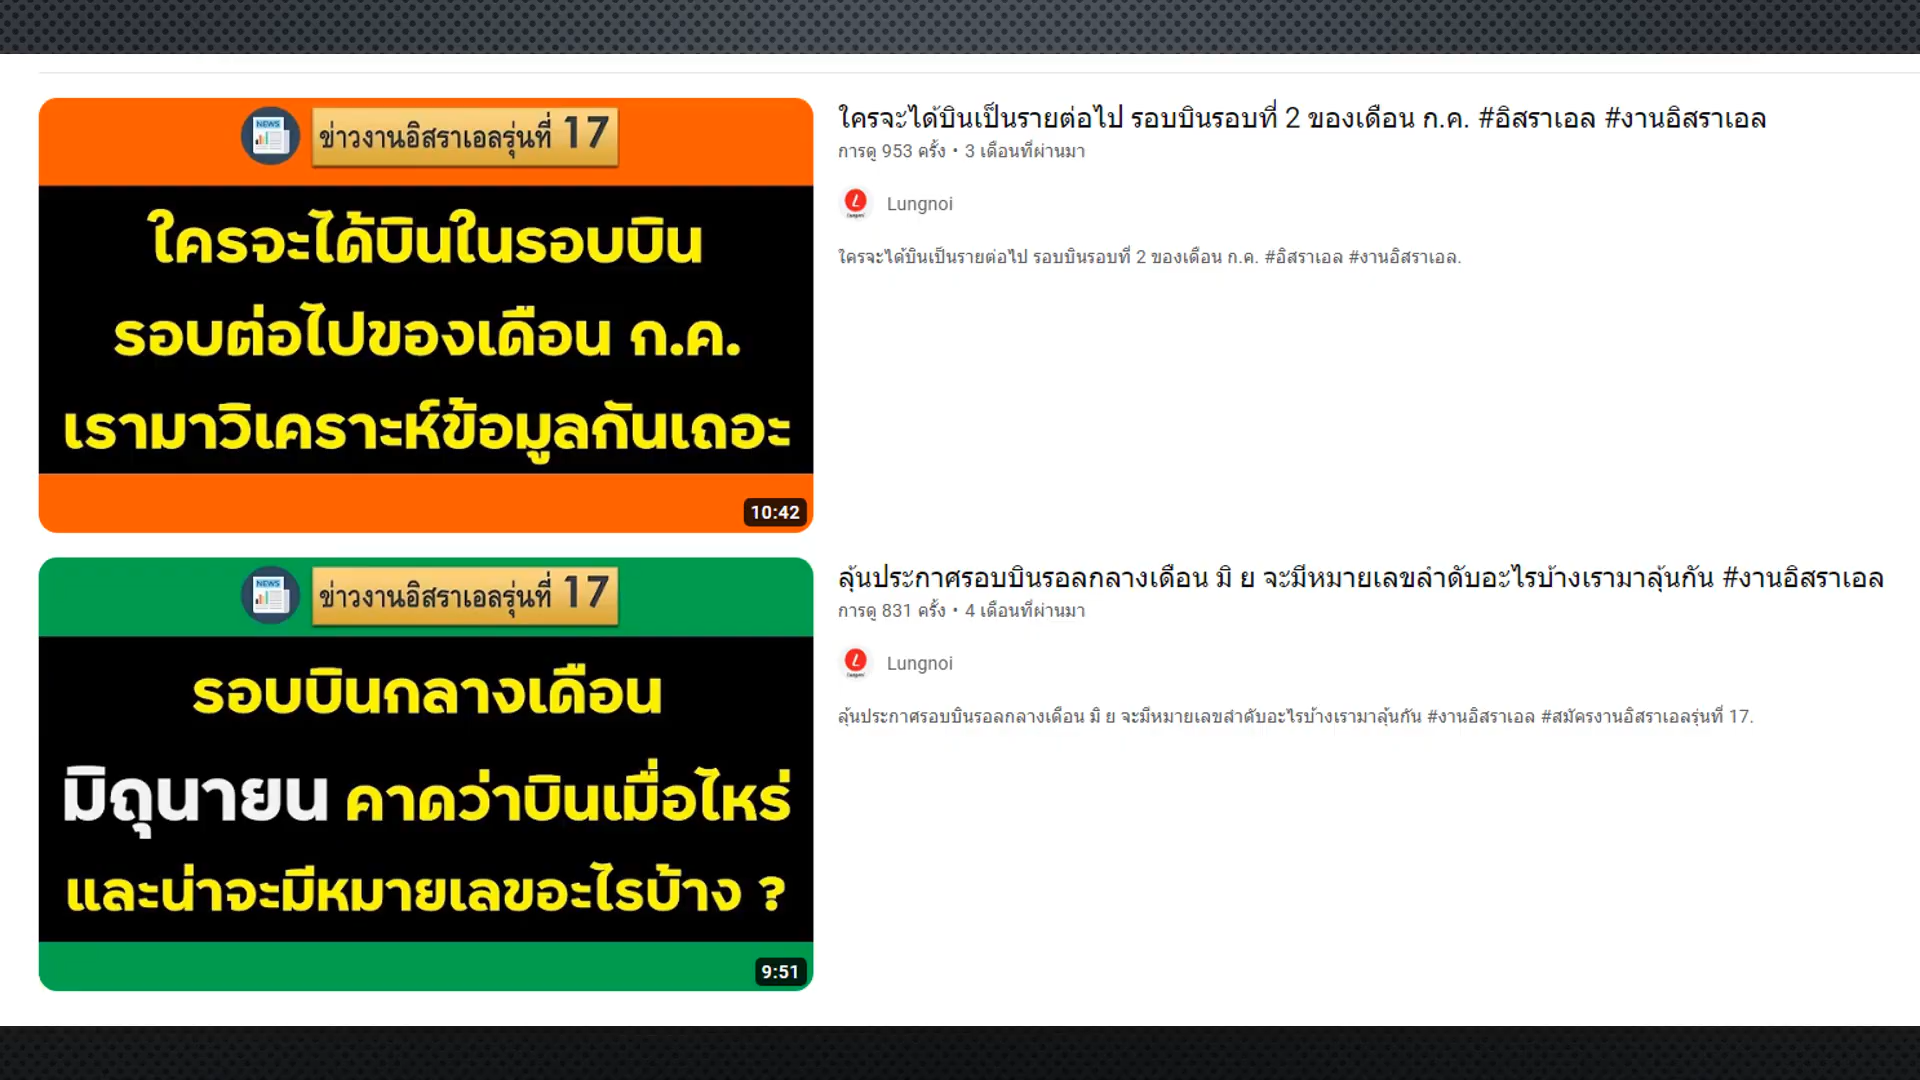 NEWS
ข่าวงานอิสราเอลรุ่นที่ 17
ใครจะได้บินในรอบบิน
รอบต่อไปของเดือน ก.ค.
เรามาวิเคราะห์ข้อมูลกันเถอะ
10:42
ใครจะได้บินเป็นรายต่อไป รอบบินรอบที่ 2 ของเดือน ก.ค. #อิสราเอล #งานอิสราเอล
การดู 953 ครั้ง • 3 เดือนที่ผ่านมา
Lungnoi
ใครจะได้บินเป็นรายต่อไป รอบบินรอบที่ 2 ของเดือน ก.ค. #อิสราเอล #งานอิสราเอล.
NEWS
ข่าวงานอิสราเอลรุ่นที่ 17
รอบบินกลางเดือน
มิถุนายน คาดว่าบินเมื่อไหร่
และน่าจะมีหมายเลขอะไรบ้าง ?
9:51
ลุ้นประกาศรอบบินรอลกลางเดือน มิ ย จะมีหมายเลขลำดับอะไรบ้างเรามาลุ้นกัน #งานอิสราเอล
การดู 831 ครั้ง • 4 เดือนที่ผ่านมา
Lungnoi
ลุ้นประกาศรอบบินรอลกลางเดือน มิ ย จะมีหมายเลขลำดับอะไรบ้างเรามาลุ้นกัน #งานอิสราเอล #สมัครงานอิสราเอลรุ่นที่ 17.